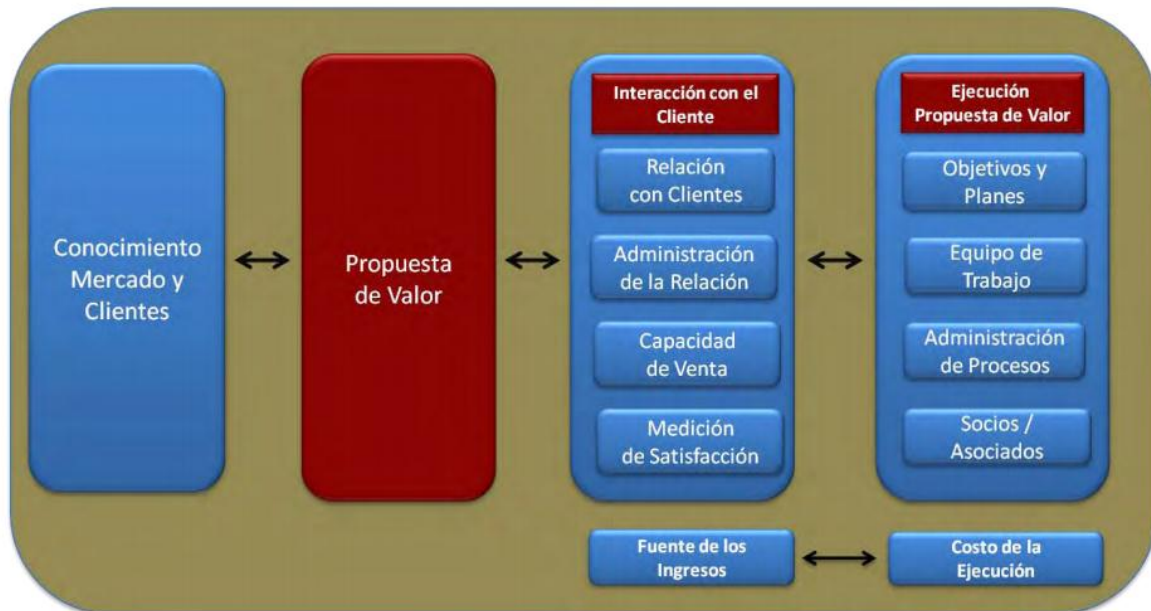 Conocimiento
Mercado y
Clientes
Propuesta
de Valor
Interacción con el
Cliente
Relación
con Clientes
Administración
de la Relación
Capacidad
de Venta
Medición
de Satisfacción
Ejecución
Propuesta de Valor
Objetivos y
Planes
Equipo de
Trabajo
Administración
de Procesos
Socios /
Asociados
Fuente de los
Ingresos
Costo de la
Ejecución